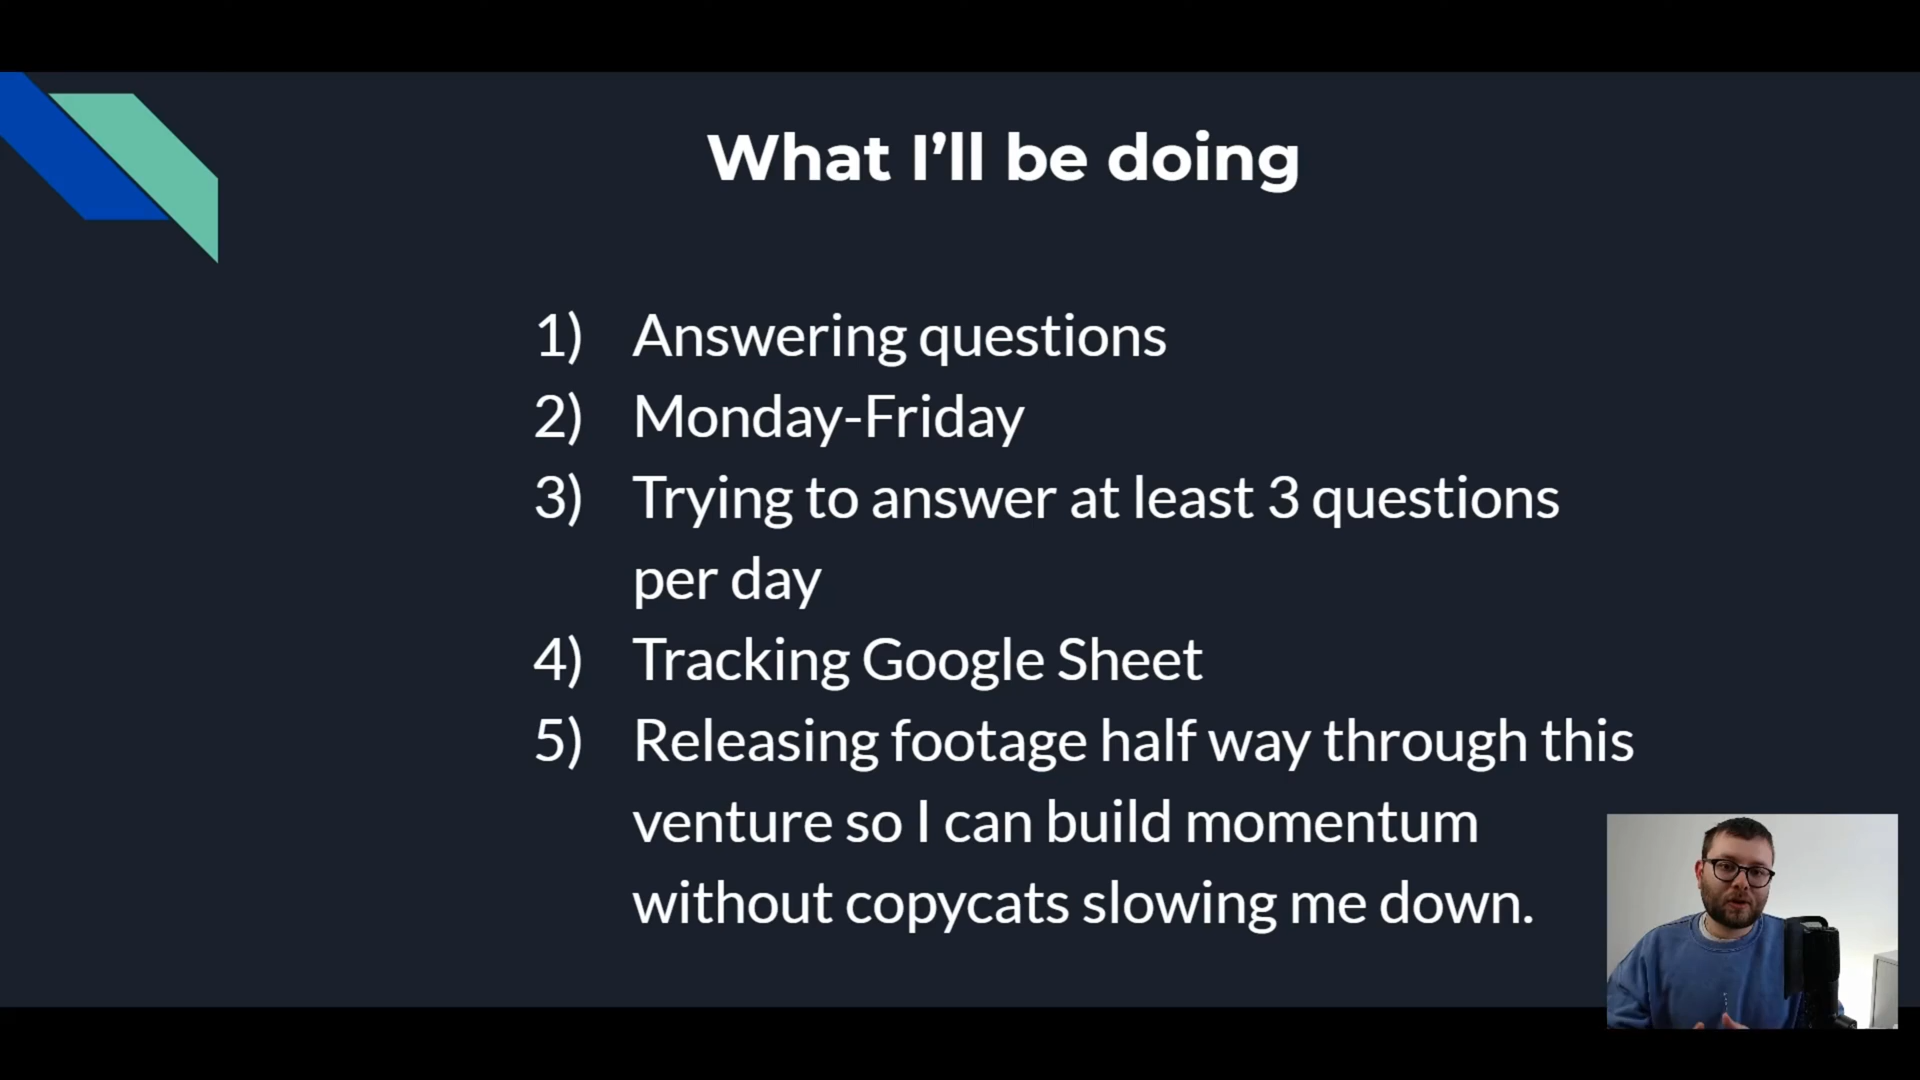 What I’ll be doing
1) Answering questions
2) Monday-Friday
3) Trying to answer at least 3 questions
per day
4) Tracking Google Sheet
5) Releasing footage half way through this
venture so I can build momentum
without copycats slowing me down.